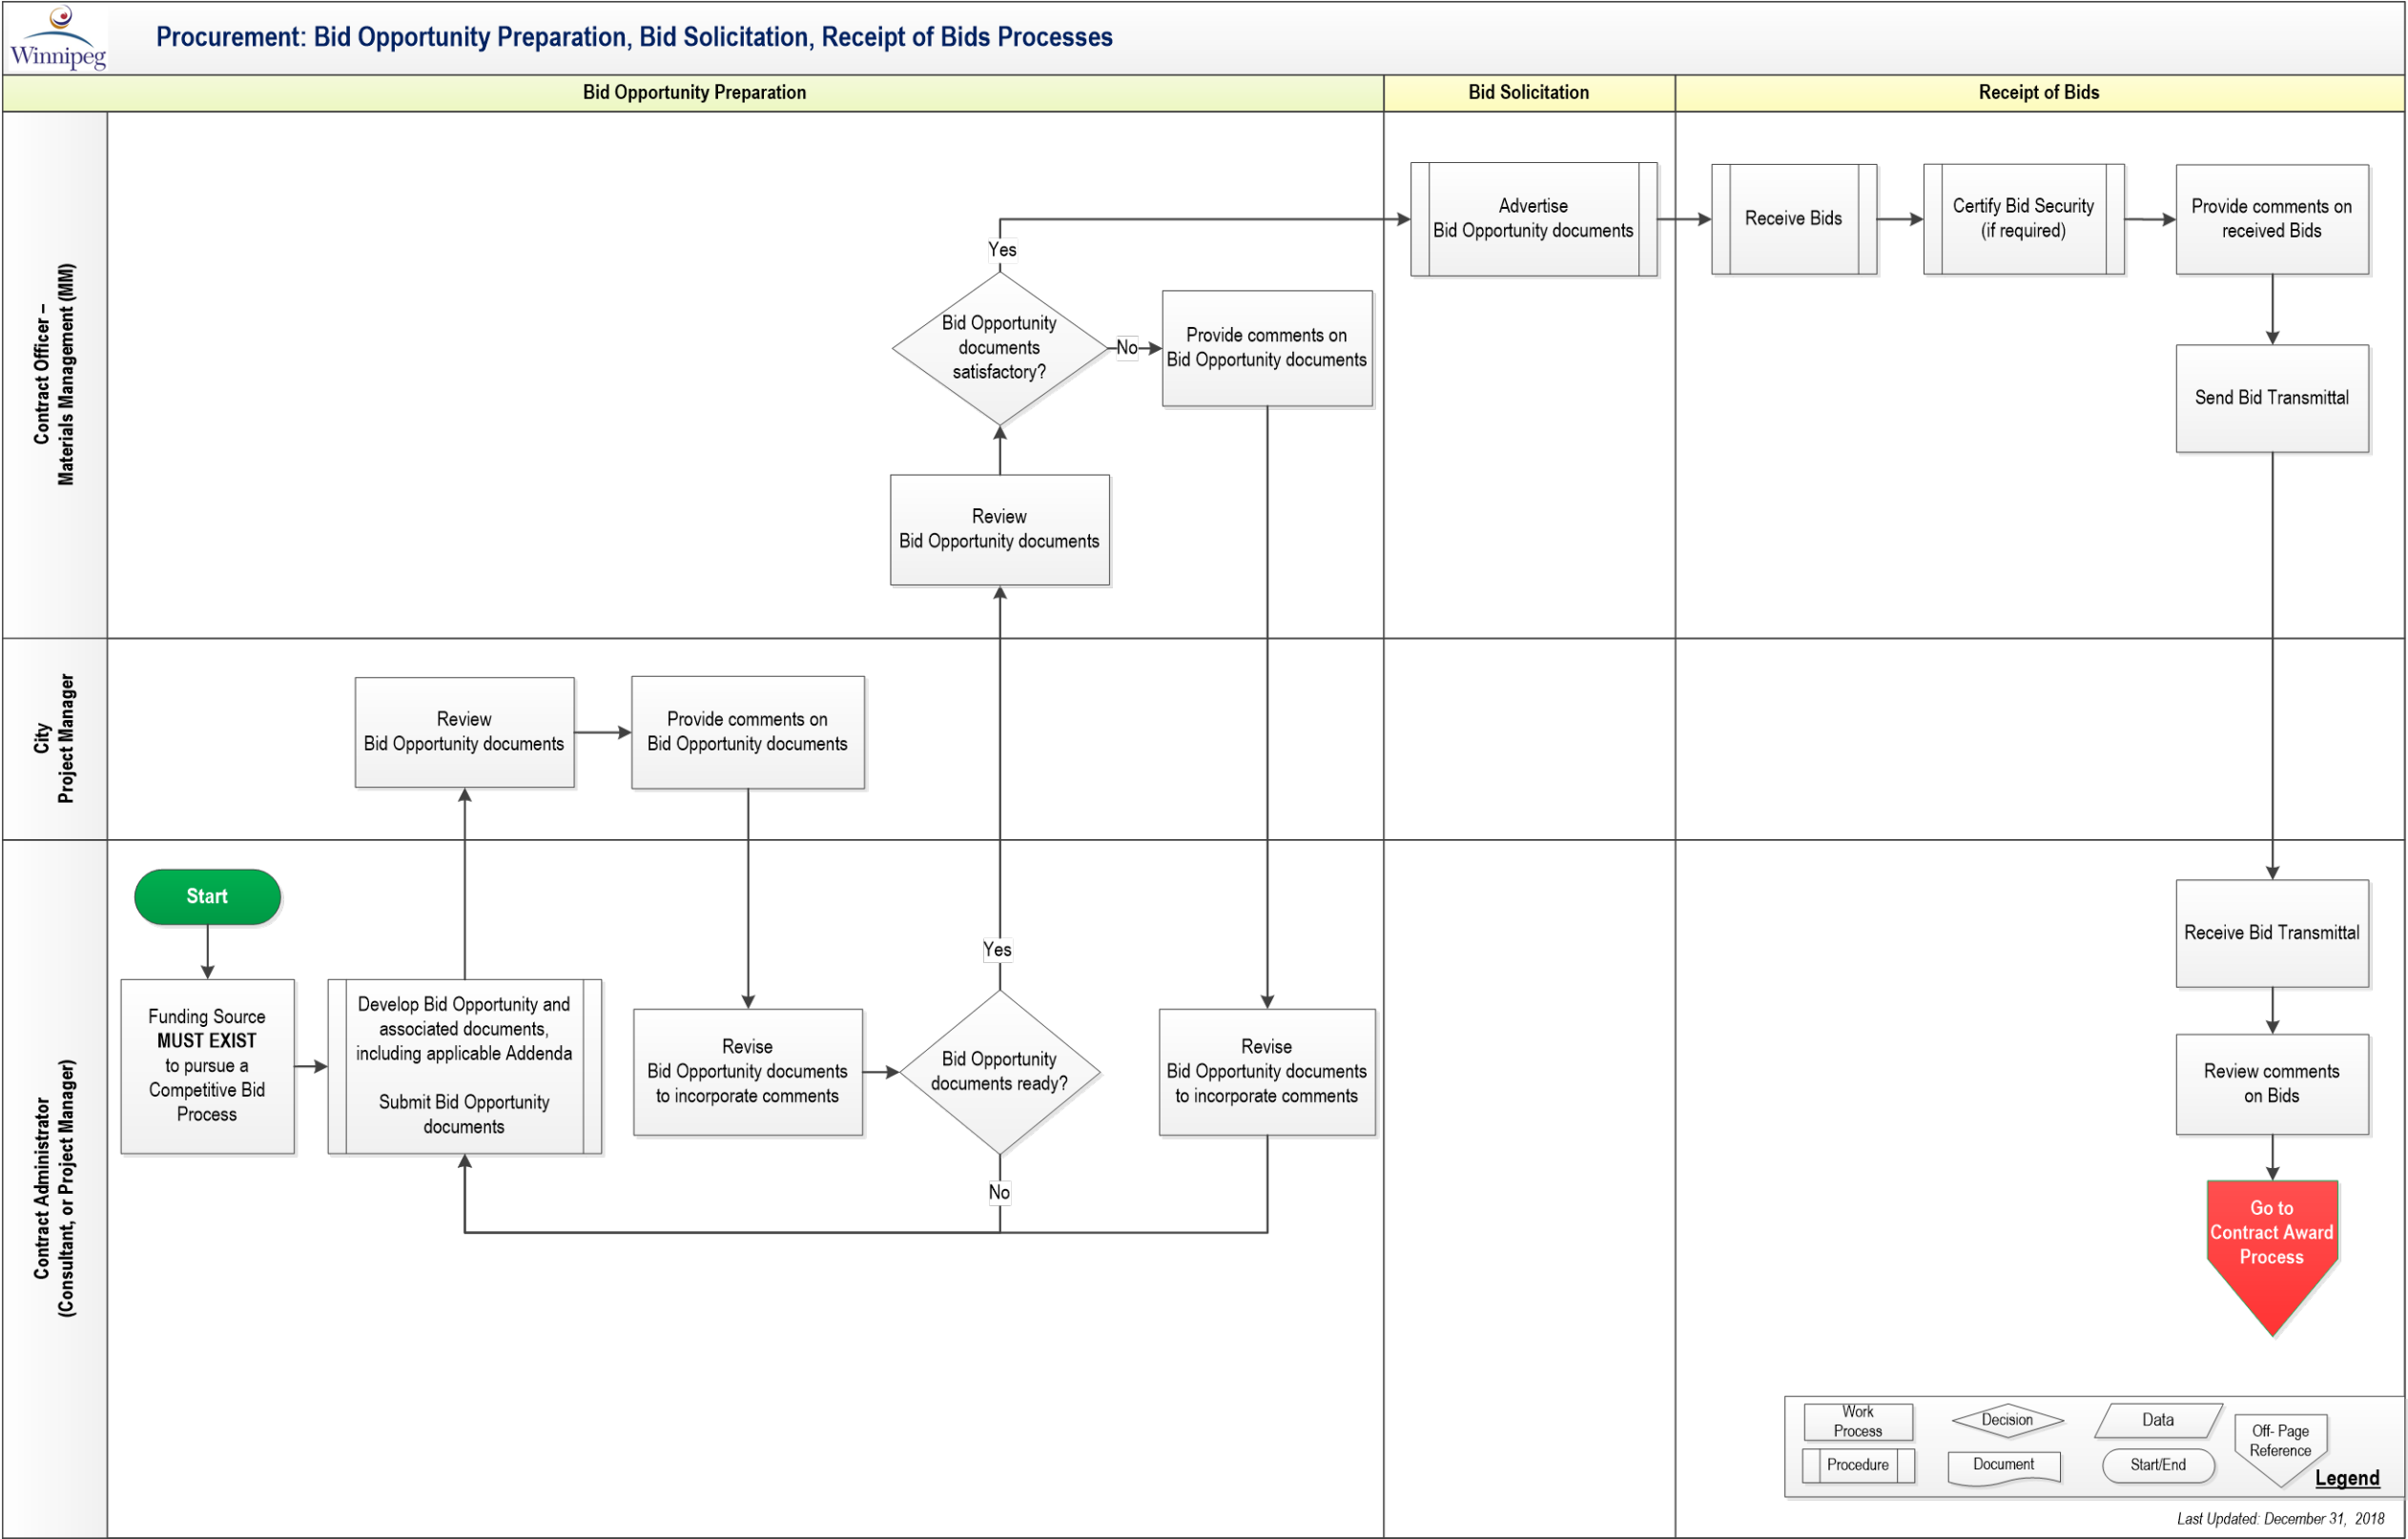 Winnipeg
Procurement: Bid Opportunity Preparation, Bid Solicitation, Receipt of Bids Processes
Bid Opportunity Preparation
Bid Solicitation
Receipt of Bids
Contract Officer –
Materials Management (MM)
Yes
Bid Opportunity
documents
satisfactory?
No
Provide comments on
Bid Opportunity documents
Review
Bid Opportunity documents
Advertise
Bid Opportunity documents
Receive Bids
Certify Bid Security
(if required)
Provide comments on
received Bids
Send Bid Transmittal
City
Project Manager
Review
Bid Opportunity documents
Provide comments on
Bid Opportunity documents
Contract Administrator
(Consultant, or Project Manager)
Start
Funding Source
MUST EXIST
to pursue a
Competitive Bid
Process
Develop Bid Opportunity and
associated documents,
including applicable Addenda
Submit Bid Opportunity
documents
Revise
Bid Opportunity documents
to incorporate comments
Yes
Bid Opportunity
documents ready?
No
Revise
Bid Opportunity documents
to incorporate comments
Receive Bid Transmittal
Review comments
on Bids
Go to
Contract Award
Process
Work
Process
Decision
Data
Off- Page
Reference
Procedure
Document
Start/End
Legend
Last Updated: December 31, 2018